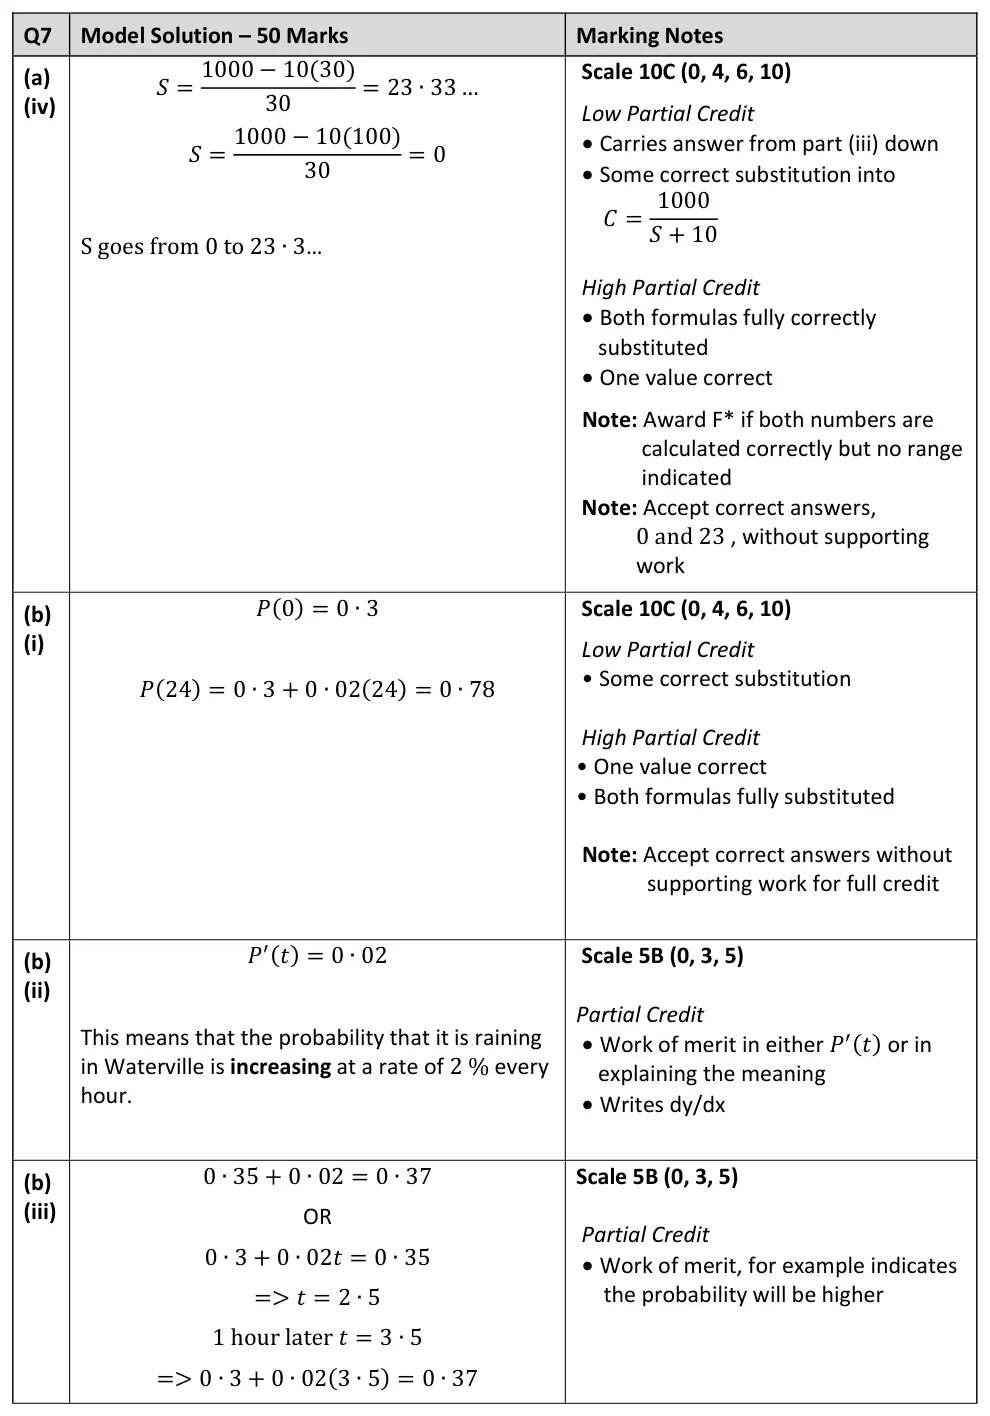 Q7 Model Solution – 50 Marks Marking Notes
(a)
(iv)
S = (1000 − 10(30))/30 = 23 · 33 …
S = (1000 − 10(100))/30 = 0
S goes from 0 to 23 · 3…
Scale 10C (0, 4, 6, 10)
Low Partial Credit
• Carries answer from part (iii) down
• Some correct substitution into
C = 1000/(S + 10)
High Partial Credit
• Both formulas fully correctly
substituted
• One value correct
Note: Award F* if both numbers are
calculated correctly but no range
indicated
Note: Accept correct answers,
0 and 23 , without supporting
work
(b)
(i)
P(0) = 0 · 3
P(24) = 0 · 3 + 0 · 02(24) = 0 · 78
Scale 10C (0, 4, 6, 10)
Low Partial Credit
• Some correct substitution
High Partial Credit
• One value correct
• Both formulas fully substituted
Note: Accept correct answers without
supporting work for full credit
(b)
(ii)
P′(t) = 0 · 02
This means that the probability that it is raining
in Waterville is increasing at a rate of 2 % every
hour.
Scale 5B (0, 3, 5)
Partial Credit
• Work of merit in either P′(t) or in
explaining the meaning
• Writes dy/dx
(b)
(iii)
0 · 35 + 0 · 02 = 0 · 37
OR
0 · 3 + 0 · 02t = 0 · 35
=> t = 2 · 5
1 hour later t = 3 · 5
=> 0 · 3 + 0 · 02(3 · 5) = 0 · 37
Scale 5B (0, 3, 5)
Partial Credit
• Work of merit, for example indicates
the probability will be higher